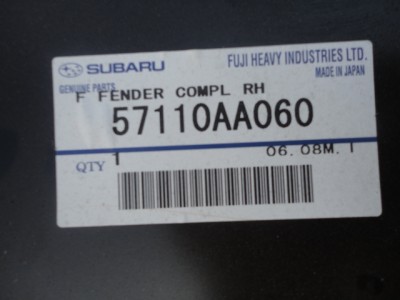 SUBARU
FUJI HEAVY INDUSTRIES LTD.
GENUINE PARTS
MADE IN JAPAN
F FENDER COMPL RH
57110AA060
QTY 1
06.08M.I